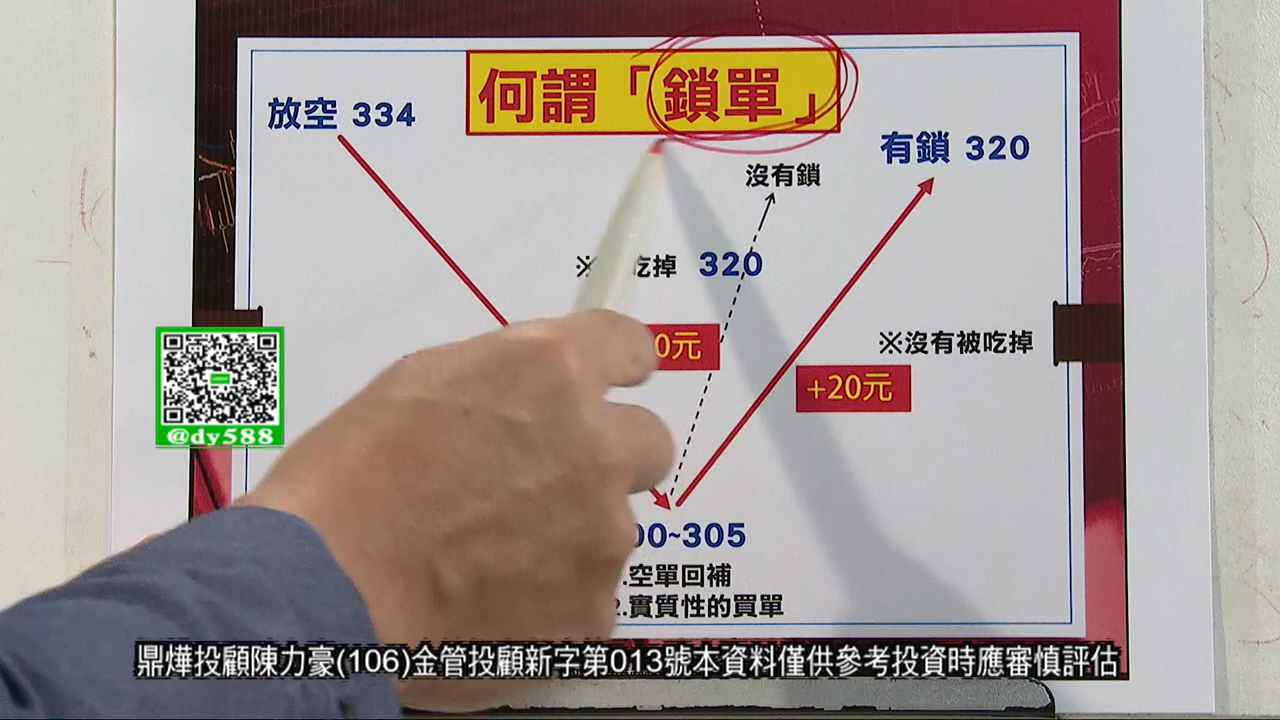 何謂「鎖單」
放空 334
有鎖 320
沒有鎖
※ 吃掉 320
0元
※沒有被吃掉
+20元
@dy588
00~305
.空單回補
2.實質性的買單
鼎燁投顧陳力豪(106)金管投顧新字第013號本資料僅供參考投資時應審慎評估